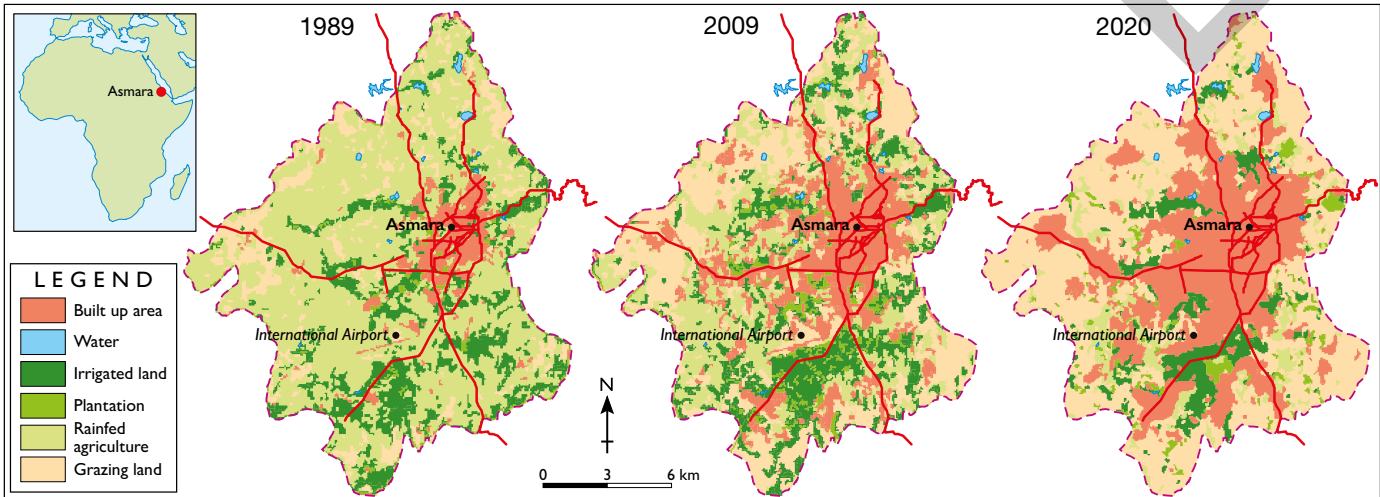 1989
2009
2020
Asmara
Asmara
Asmara
Asmara
International Airport
International Airport
International Airport
LEGEND
Built up area
Water
Irrigated land
Plantation
Rainfed
agriculture
Grazing land
N
0 3 6 km